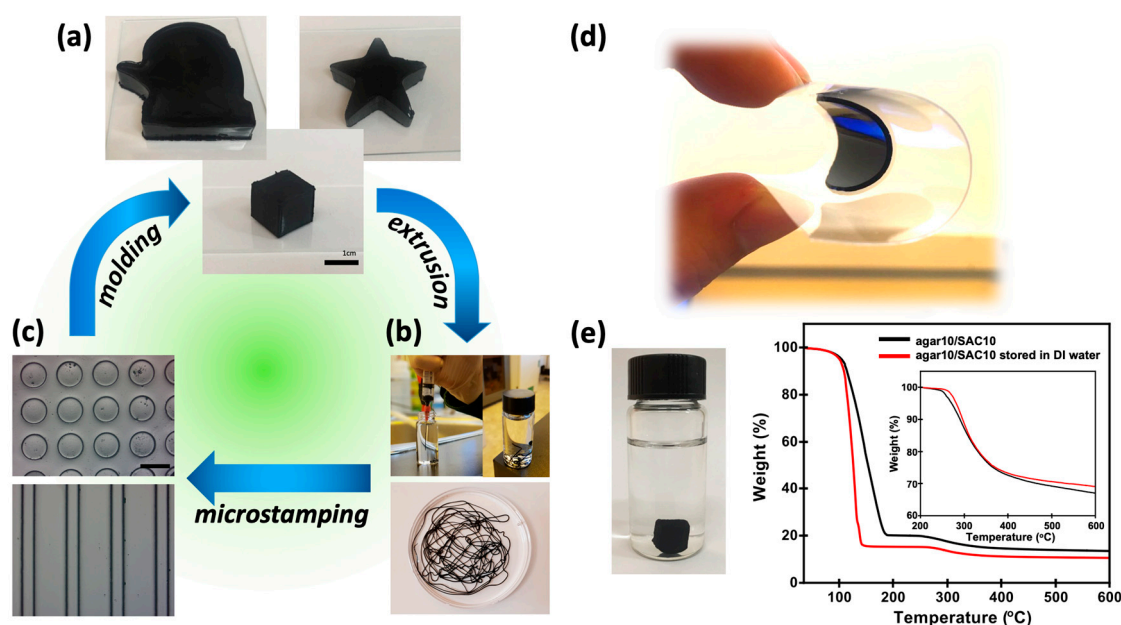 (a)
1cm
molding
extrusion
(c)
(b)
microstamping
(d)
(e)
Weight (%)
100
80
60
40
20
0
100
200
300
400
500
600
Temperature (°C)
agar10/SAC10
agar10/SAC10 stored in DI water
Weight (%)
100
90
80
70
60
200
300
400
500
600
Temperature (°C)